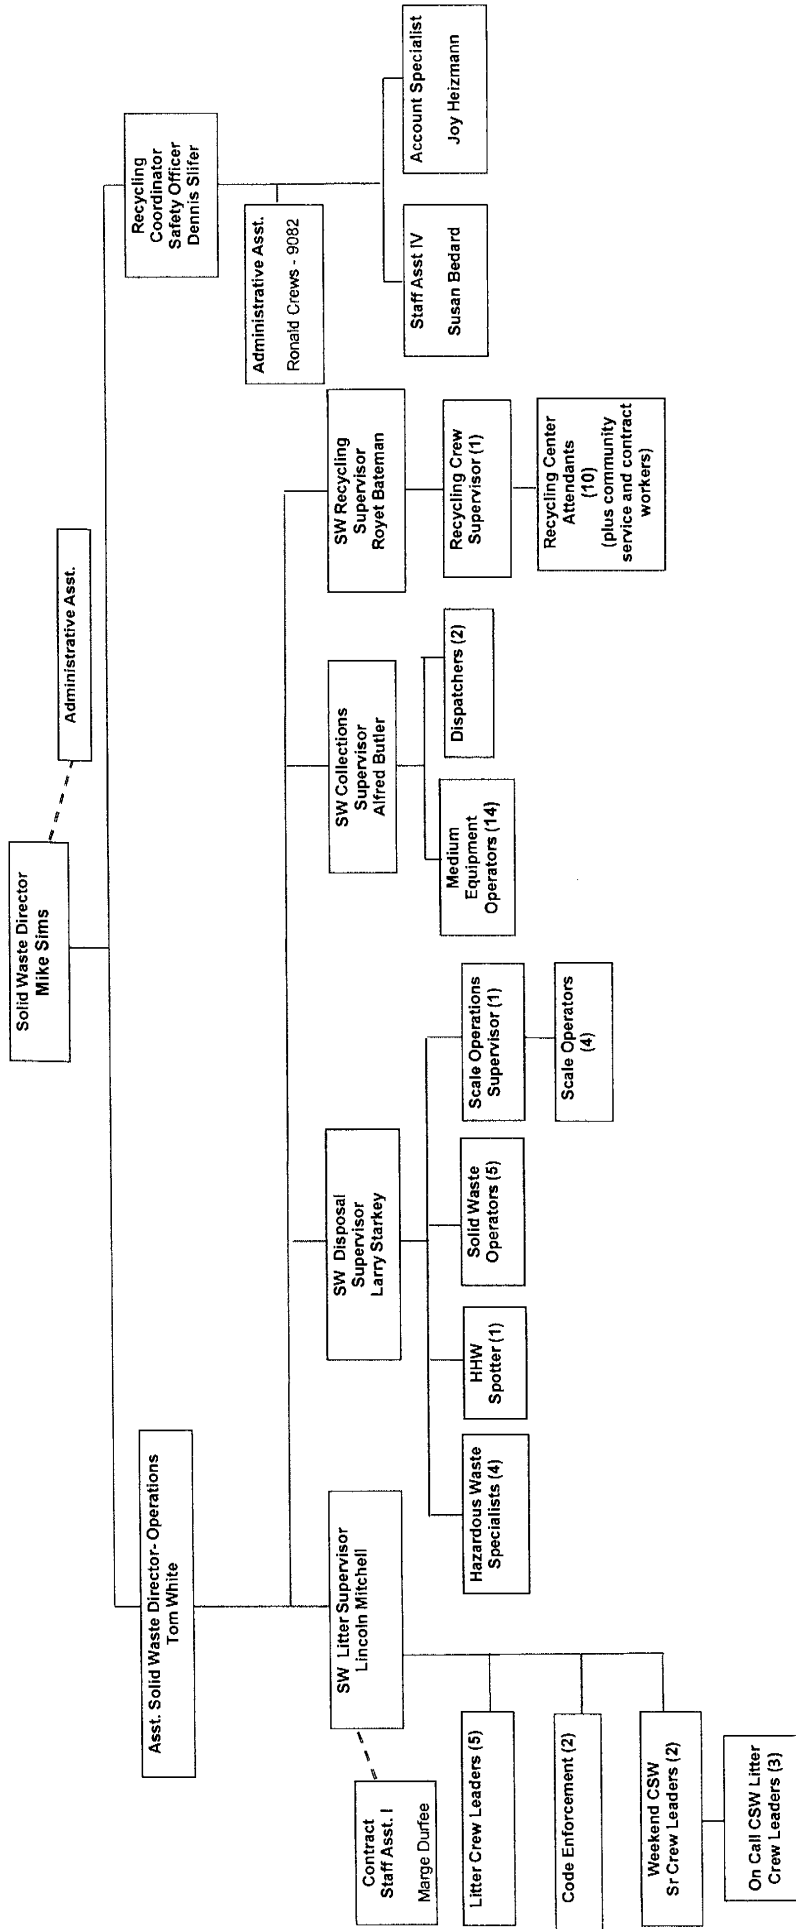 Solid Waste Director
Mike Sims
Administrative Asst.
Asst. Solid Waste Director- Operations
Tom White
Recycling
Coordinator
Safety Officer
Dennis Slifer
Administrative Asst.
Ronald Crews - 9082
Staff Asst IV
Susan Bedard
Account Specialist
Joy Heizmann
SW Litter Supervisor
Lincoln Mitchell
SW Disposal
Supervisor
Larry Starkey
SW Collections
Supervisor
Alfred Butler
SW Recycling
Supervisor
Royet Bateman
Contract
Staff Asst. I
Marge Durfee
Litter Crew Leaders (5)
Code Enforcement (2)
Weekend CSW
Sr Crew Leaders (2)
On Call CSW Litter
Crew Leaders (3)
Hazardous Waste
Specialists (4)
HHW
Spotter (1)
Solid Waste
Operators (5)
Scale Operations
Supervisor (1)
Scale Operators
(4)
Medium
Equipment
Operators (14)
Dispatchers (2)
Recycling Crew
Supervisor (1)
Recycling Center
Attendants
(10)
(plus community
service and contract
workers)